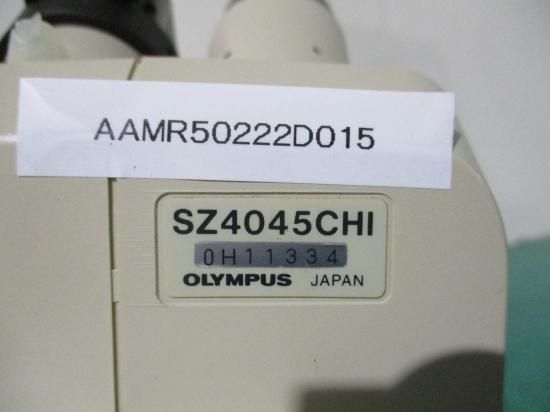 AAMR50222D015
SZ4045CHI
0H11334
OLYMPUS JAPAN